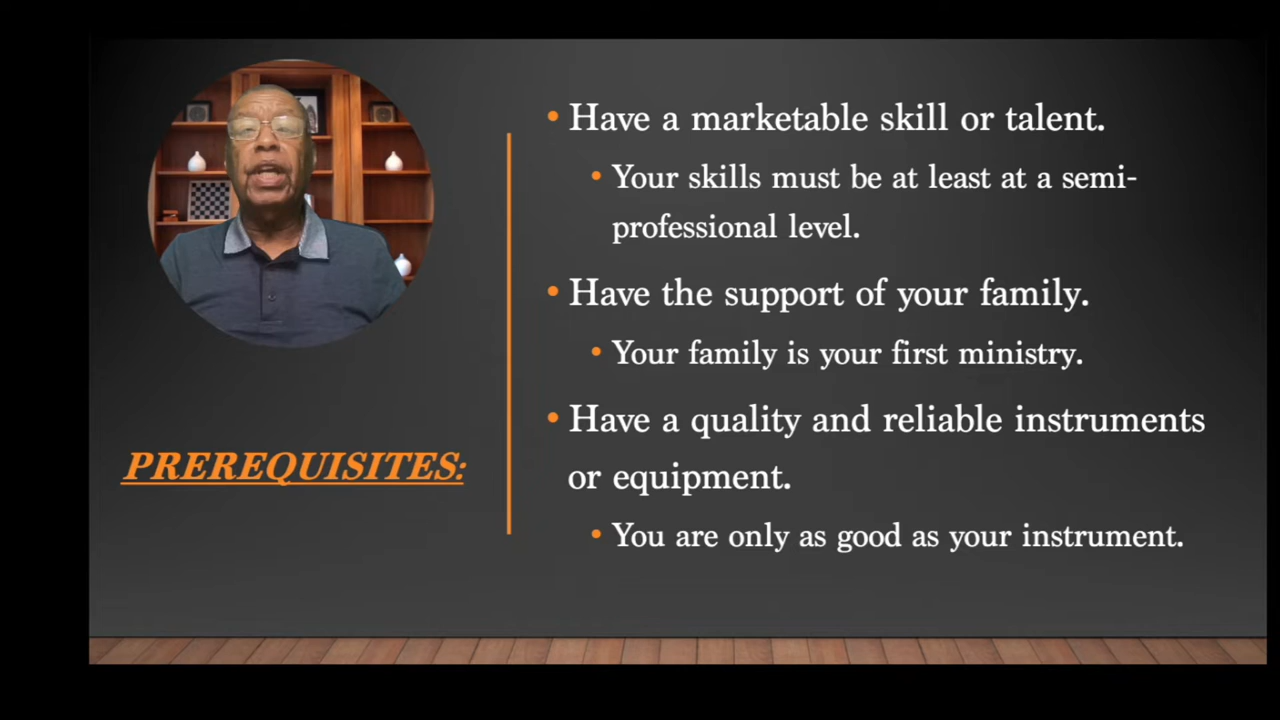 PREREQUISITES:
Have a marketable skill or talent.
Your skills must be at least at a semi-
professional level.
Have the support of your family.
Your family is your first ministry.
Have a quality and reliable instruments
or equipment.
You are only as good as your instrument.